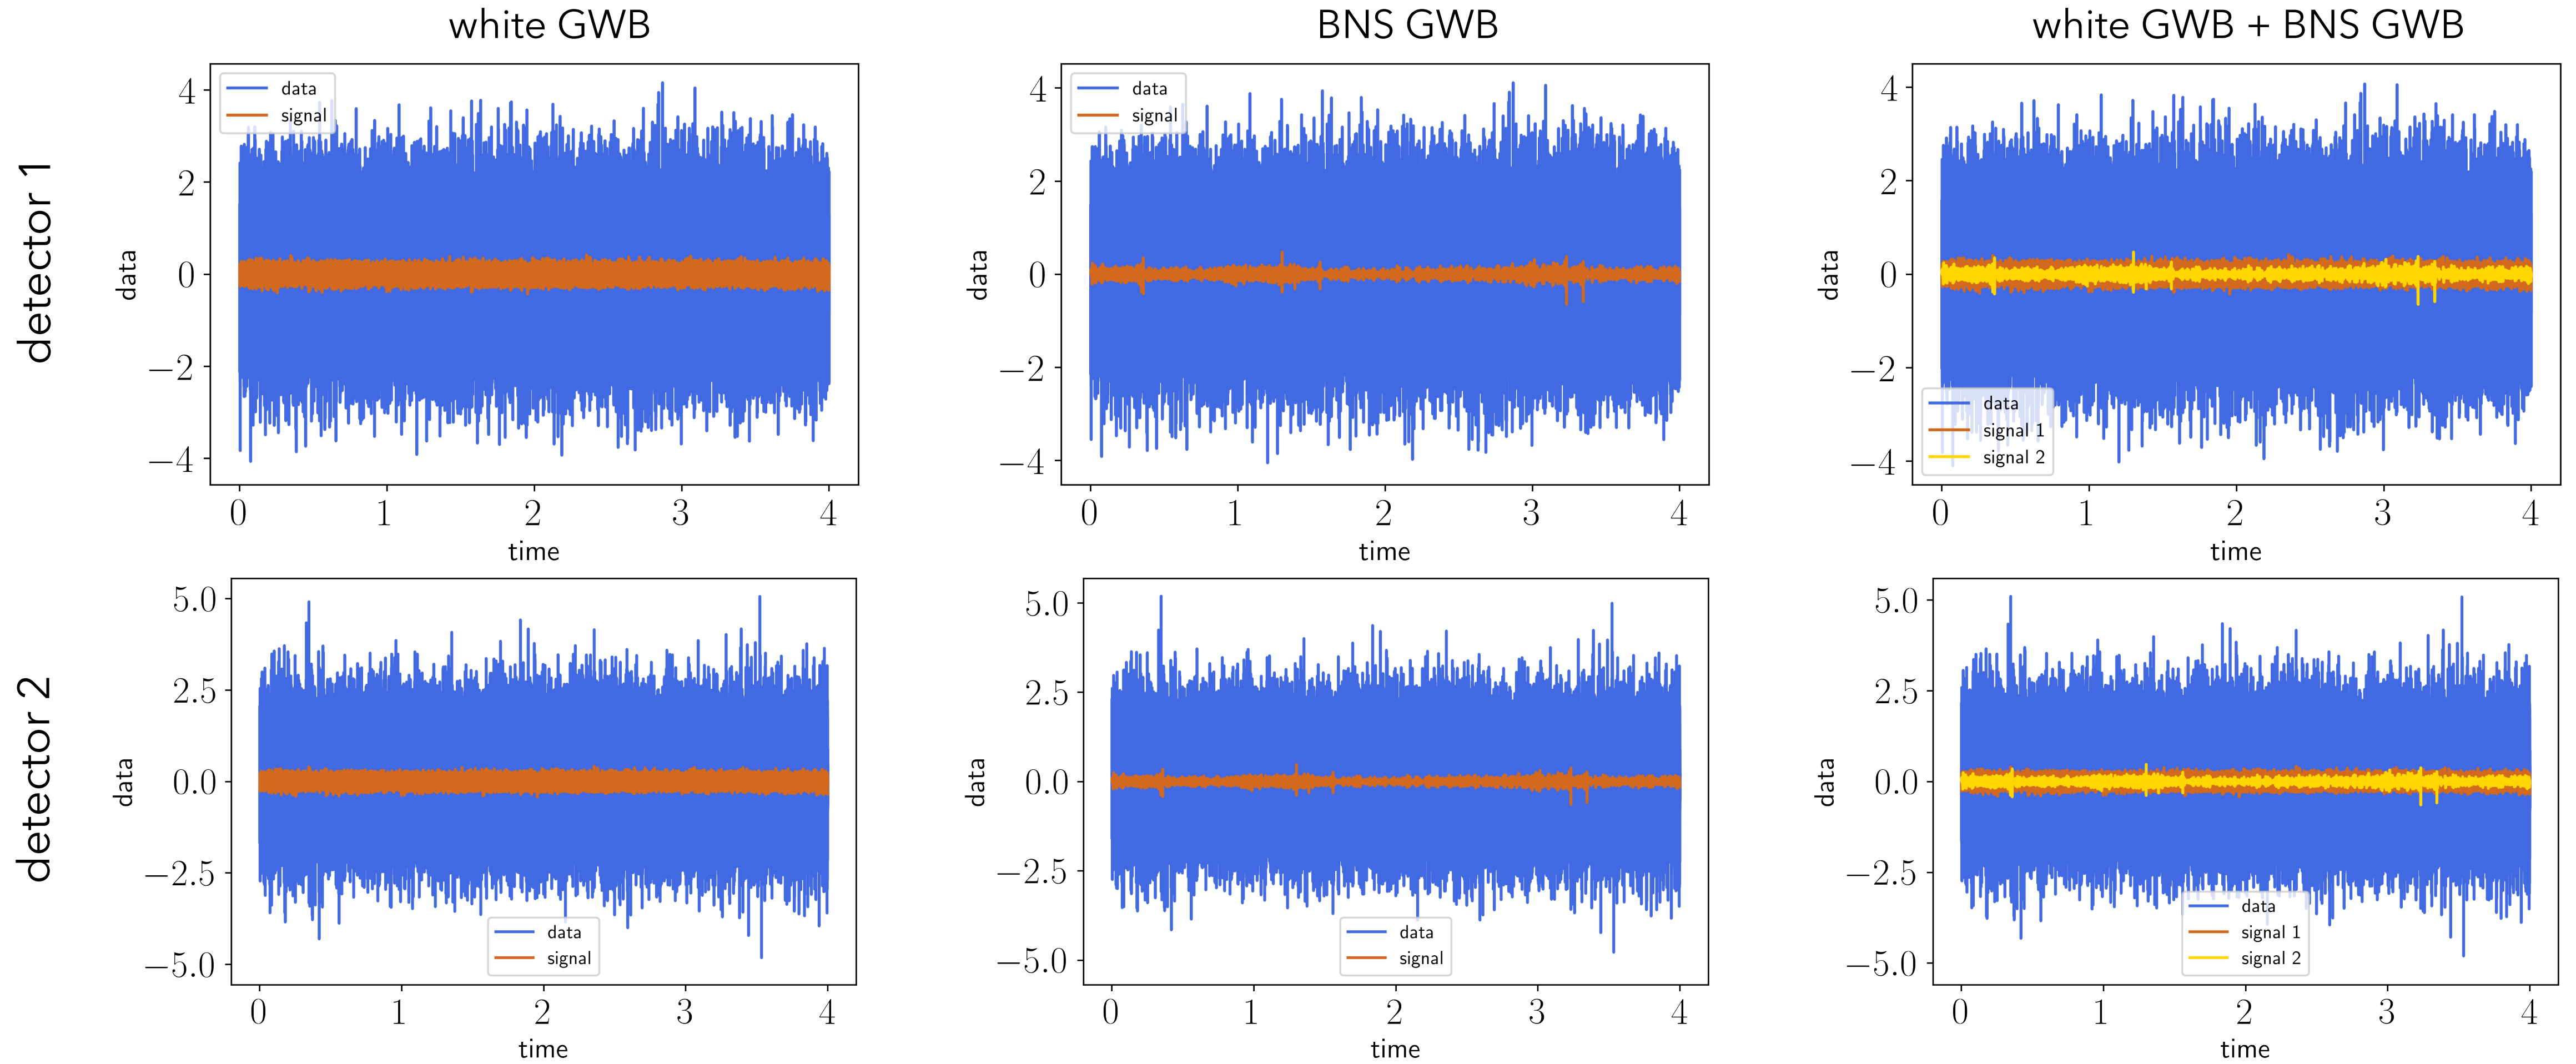 white GWB
BNS GWB
white GWB + BNS GWB
detector 1
data
4
2
0
−2
−4
data
signal
0 1 2 3 4
time
data
4
2
0
−2
−4
data
signal
0 1 2 3 4
time
data
4
2
0
−2
−4
data
signal 1
signal 2
0 1 2 3 4
time
detector 2
data
5.0
2.5
0.0
−2.5
−5.0
data
signal
0 1 2 3 4
time
data
5.0
2.5
0.0
−2.5
−5.0
data
signal
0 1 2 3 4
time
data
5.0
2.5
0.0
−2.5
−5.0
data
signal 1
signal 2
0 1 2 3 4
time